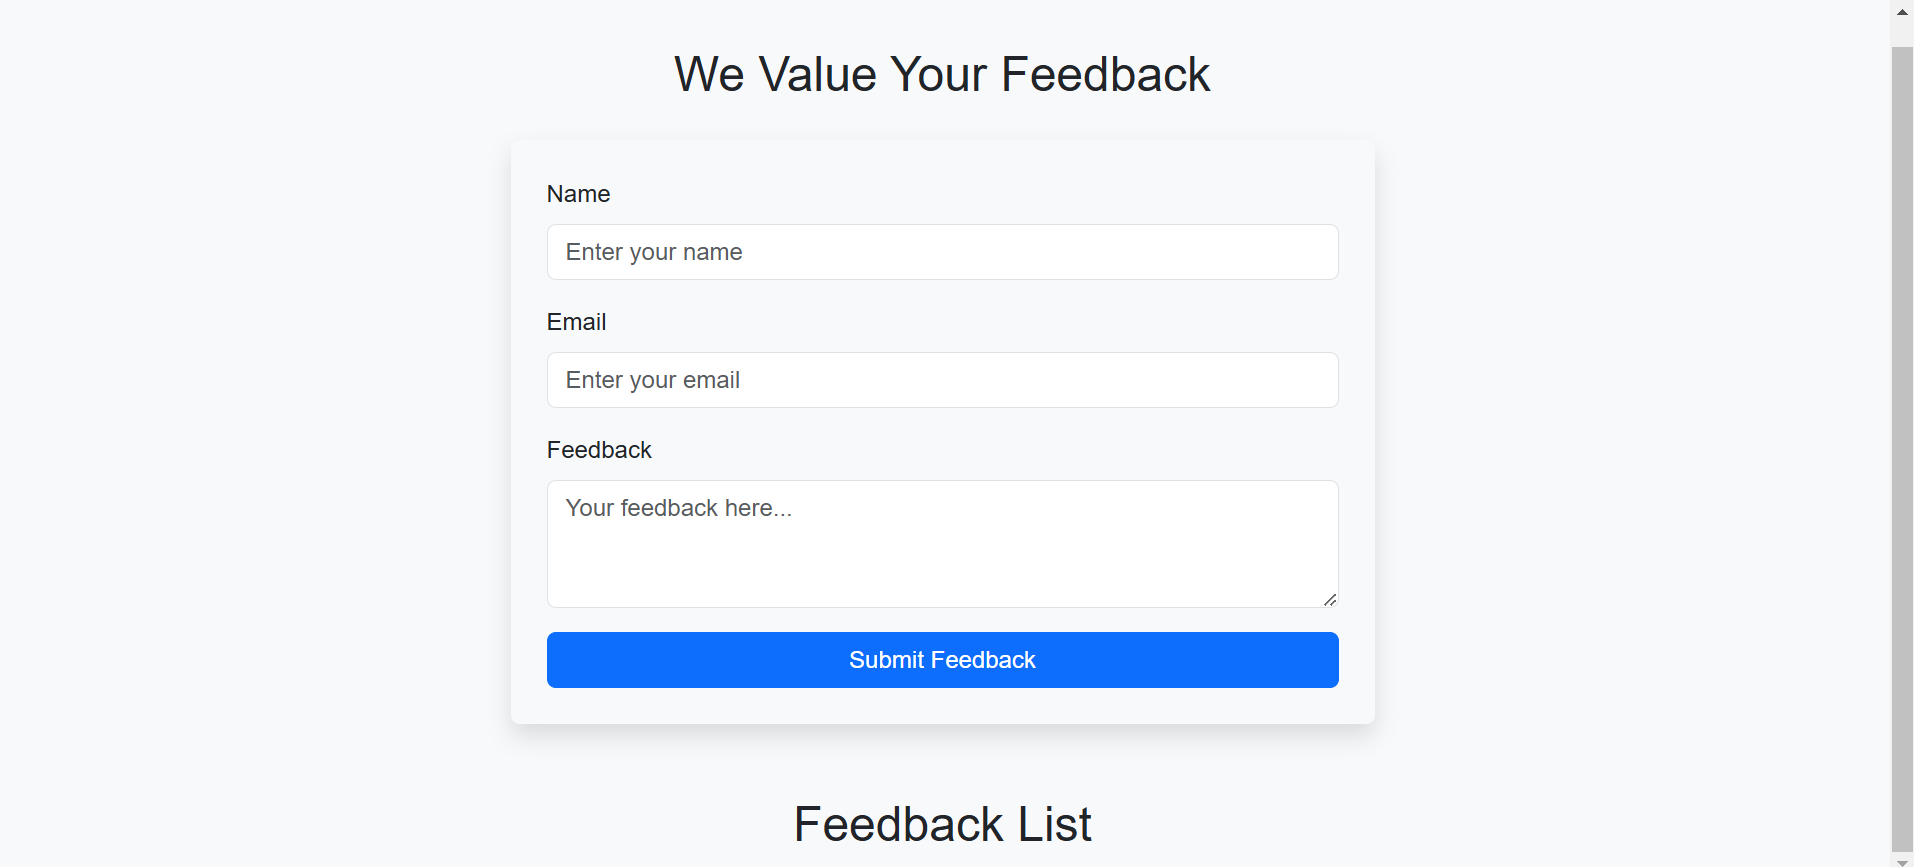 We Value Your Feedback
Name
Enter your name
Email
Enter your email
Feedback
Your feedback here...
Submit Feedback
Feedback List